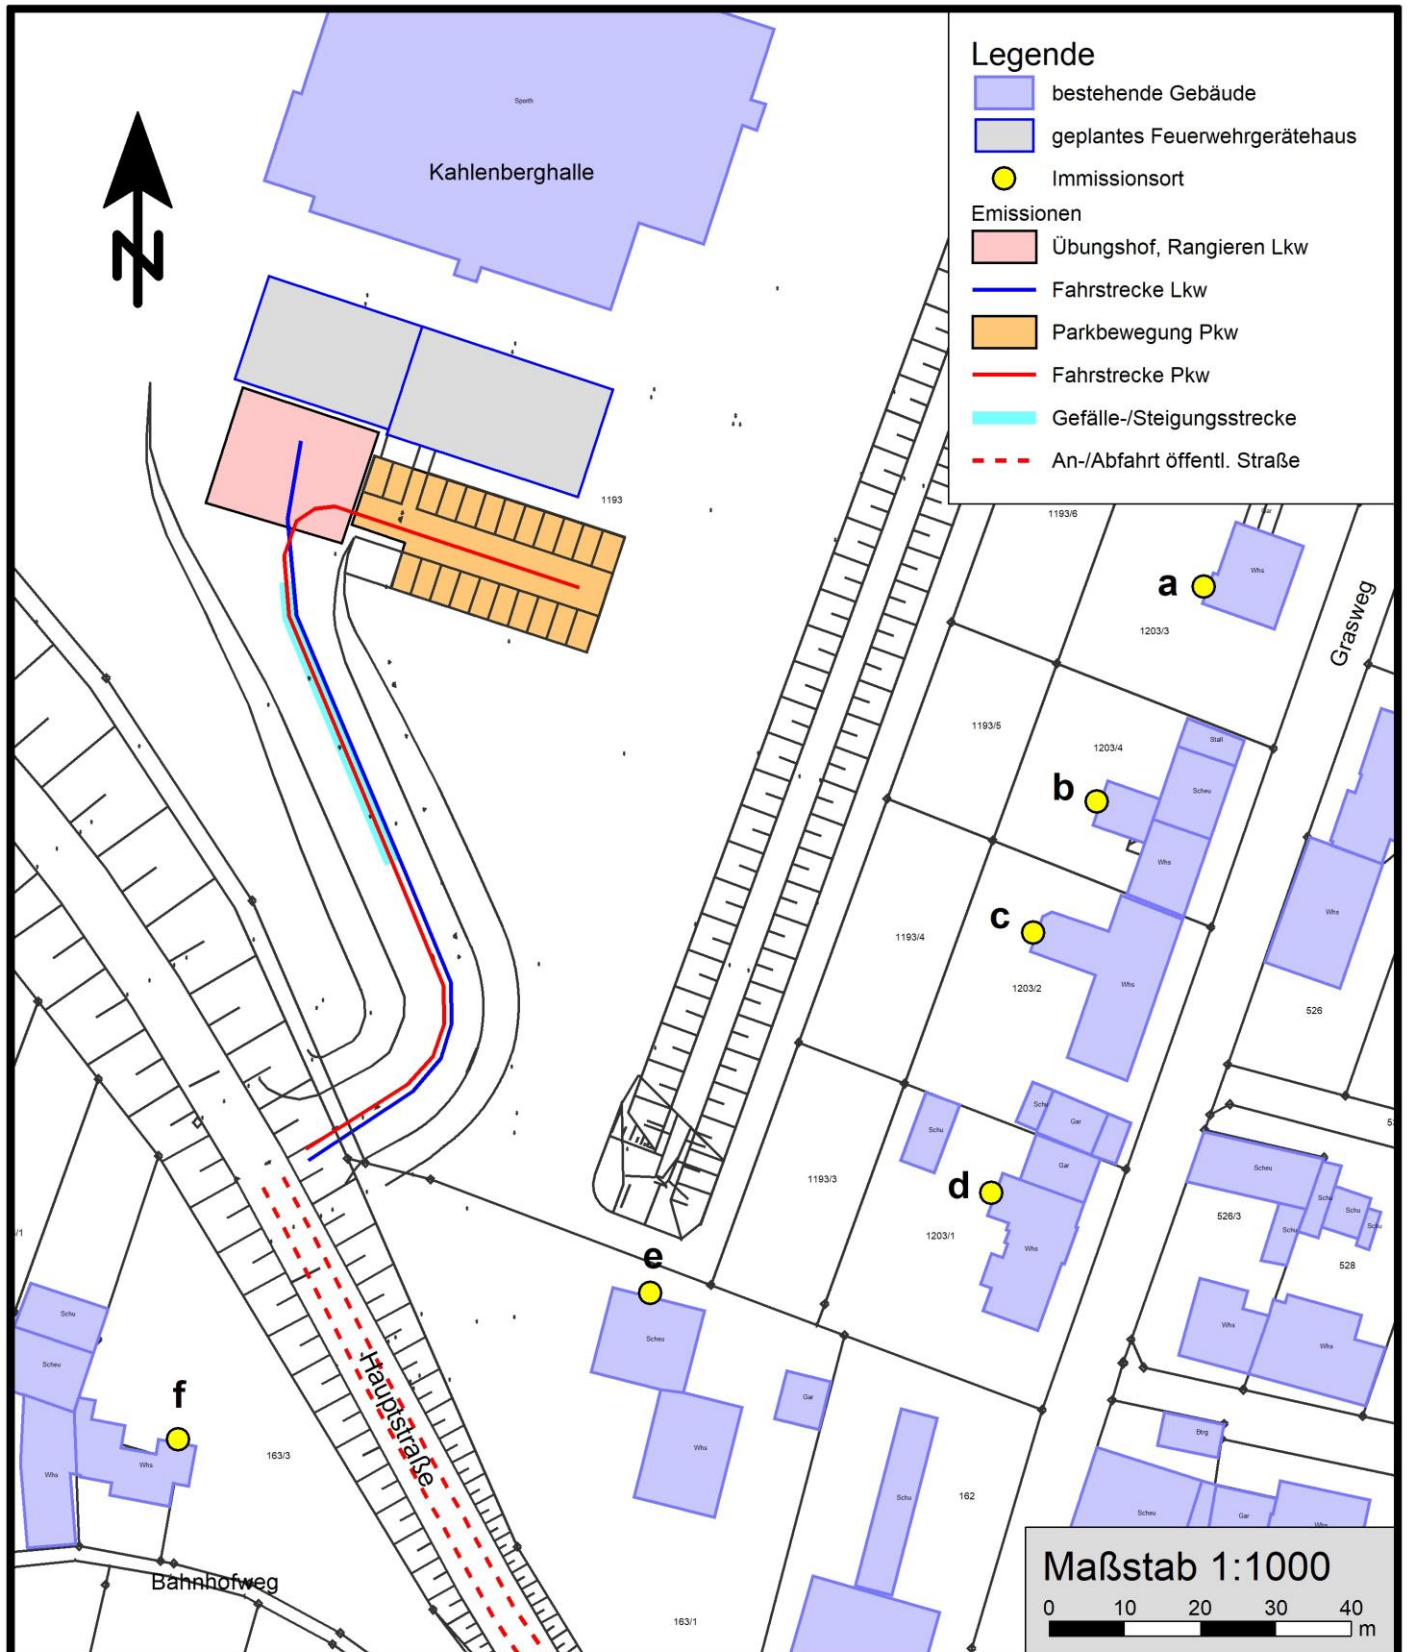 Legende
bestehende Gebäude
geplantes Feuerwehrgerätehaus
Immissionsort
Emissionen
Übungshof, Rangieren Lkw
Fahrstrecke Lkw
Parkbewegung Pkw
Fahrstrecke Pkw
Gefälle-/Steigungsstrecke
An-/Abfahrt öffentl. Straße
Sporth
Kahlenberghalle
N
1193
1193/6
Gar
Whs
a
1203/3
Grasweg
1193/5
1203/4
Stall
Scheu
b
Whs
Whs
c
1193/4
1203/2
Whs
526
Schu
Schu
Gar
Gar
1193/3
d
1203/1
Whs
Scheu
Schu
Schu
Schu
Schu
526/3
528
Whs
Whs
e
Scheu
Whs
Gar
Schu
162
Schu
Scheu
Whs
f
Whs
163/3
Hauptstraße
Bahnhofweg
163/1
Btrg
Scheu
Gar
Whs
Maßstab 1:1000
0 10 20 30 40
m